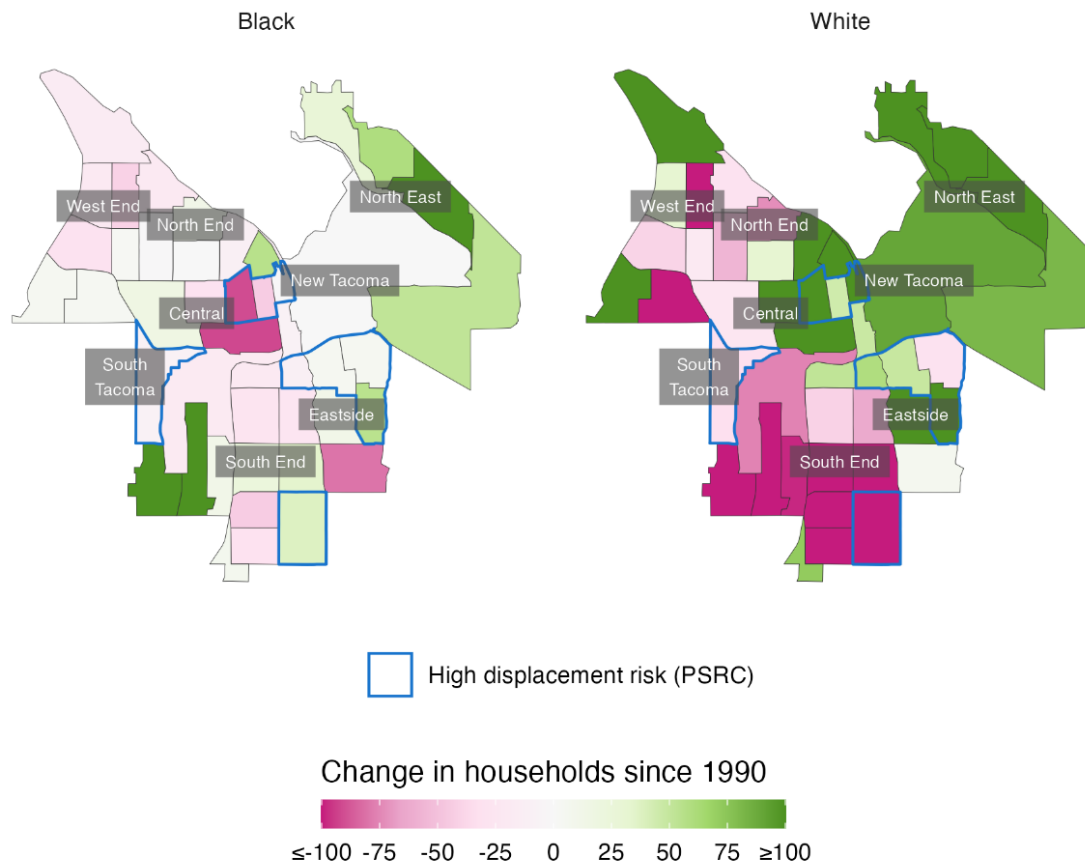 Black
White
West End
North End
North East
New Tacoma
Central
South
Tacoma
Eastside
South End
West End
North End
North East
New Tacoma
Central
South
Tacoma
Eastside
South End
High displacement risk (PSRC)
Change in households since 1990
≤-100 -75 -50 -25 0 25 50 75 ≥100